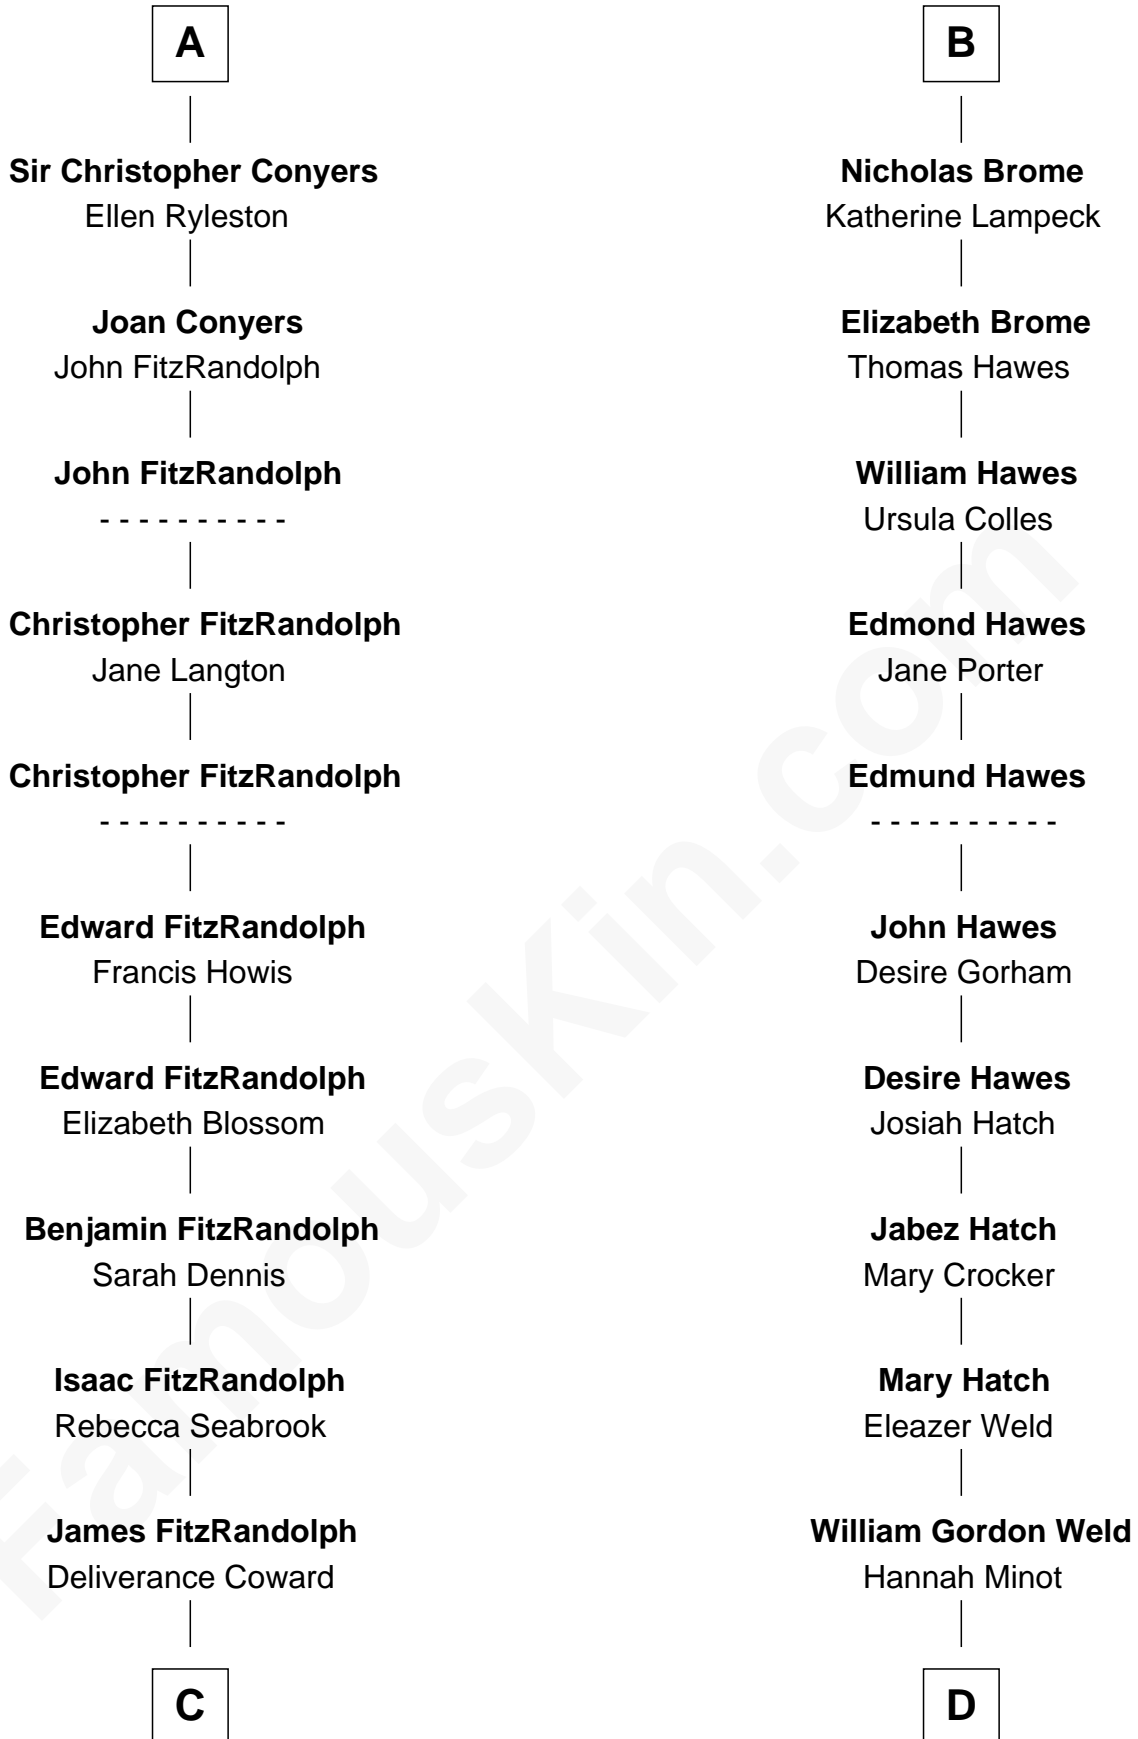 A
Sir Christopher Conyers
Ellen Ryleston
Joan Conyers
John FitzRandolph
John FitzRandolph
- - - - - - - - - -
Christopher FitzRandolph
Jane Langton
Christopher FitzRandolph
- - - - - - - - - -
Edward FitzRandolph
Francis Howis
Edward FitzRandolph
Elizabeth Blossom
Benjamin FitzRandolph
Sarah Dennis
Isaac FitzRandolph
Rebecca Seabrook
James FitzRandolph
Deliverance Coward
C
B
Nicholas Brome
Katherine Lampeck
Elizabeth Brome
Thomas Hawes
William Hawes
Ursula Colles
Edmond Hawes
Jane Porter
Edmund Hawes
- - - - - - - - - -
John Hawes
Desire Gorham
Desire Hawes
Josiah Hatch
Jabez Hatch
Mary Crocker
Mary Hatch
Eleazer Weld
William Gordon Weld
Hannah Minot
D
FamousKin.com